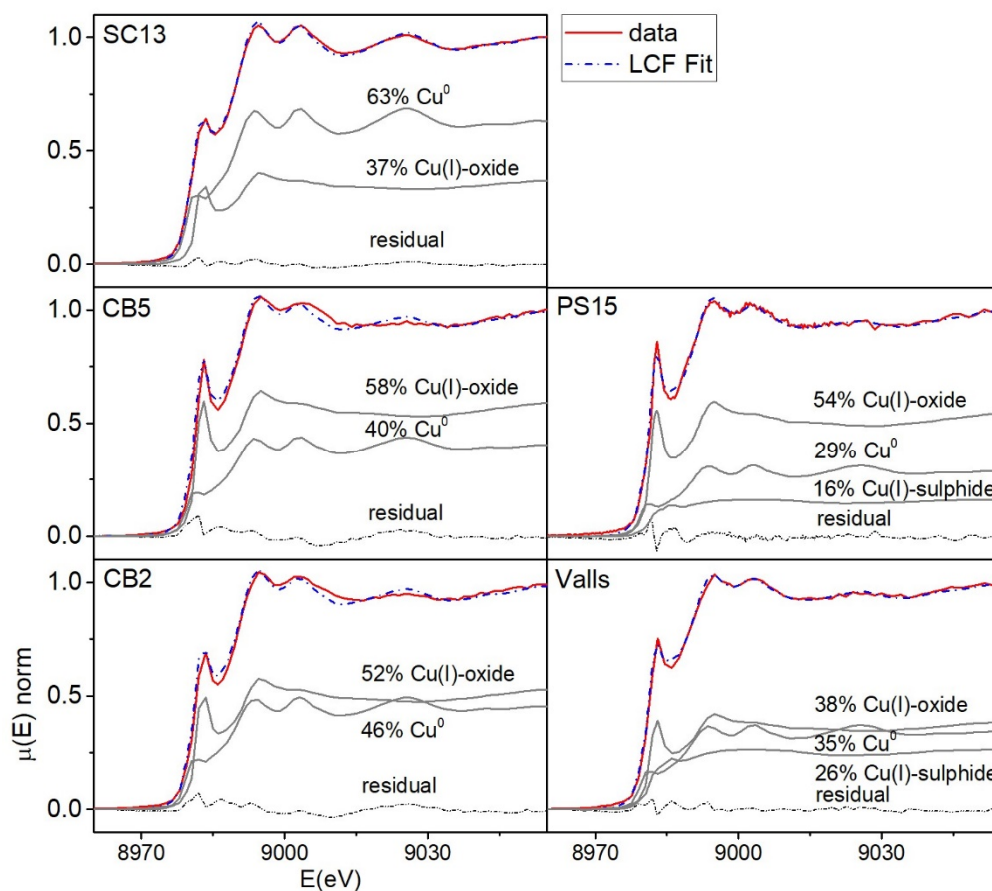 SC13
data
LCF Fit
63% Cu⁰
37% Cu(I)-oxide
residual
1.0
0.5
0.0
CB5
58% Cu(I)-oxide
40% Cu⁰
residual
1.0
0.5
0.0
PS15
54% Cu(I)-oxide
29% Cu⁰
16% Cu(I)-sulphide
residual
CB2
52% Cu(I)-oxide
46% Cu⁰
residual
1.0
0.5
0.0
Valls
38% Cu(I)-oxide
35% Cu⁰
26% Cu(I)-sulphide
residual
μ(E) norm
8970 9000 9030
E(eV)
8970 9000 9030
E(eV)